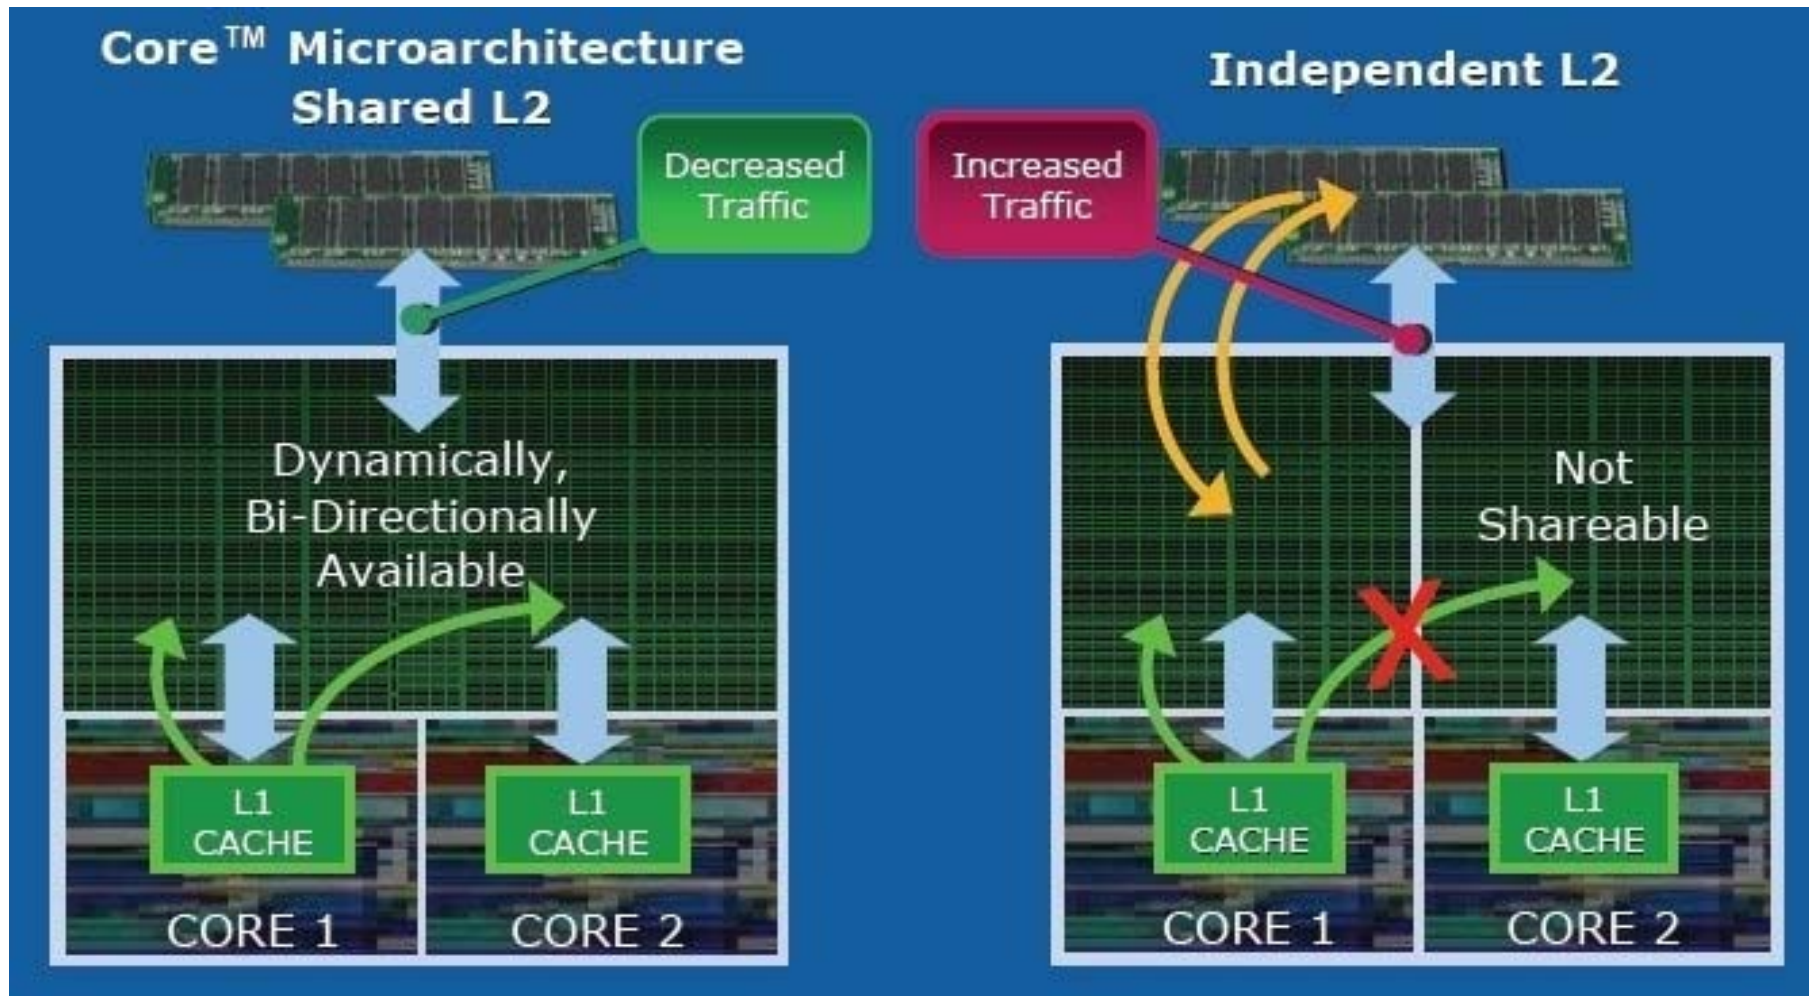 Core™ Microarchitecture
Shared L2
Decreased
Traffic
Dynamically,
Bi-Directionally
Available
L1
CACHE
L1
CACHE
CORE 1
CORE 2
Independent L2
Increased
Traffic
Not
Shareable
L1
CACHE
L1
CACHE
CORE 1
CORE 2